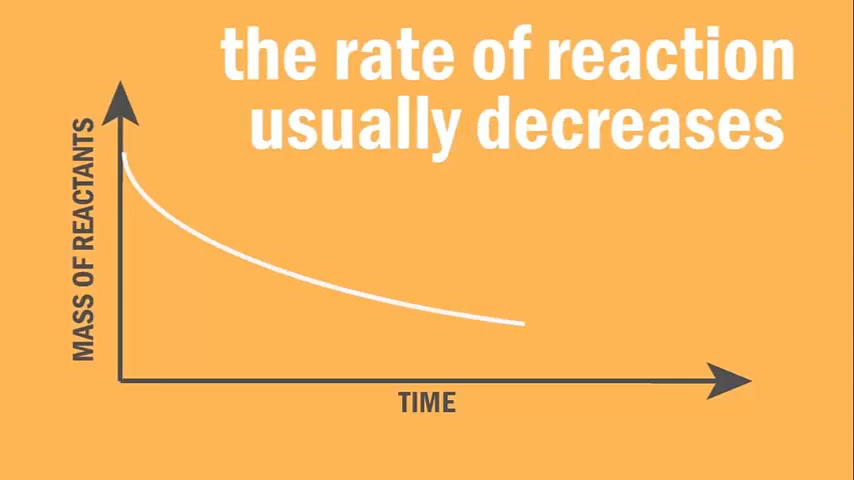 the rate of reaction
usually decreases
MASS OF REACTANTS
TIME